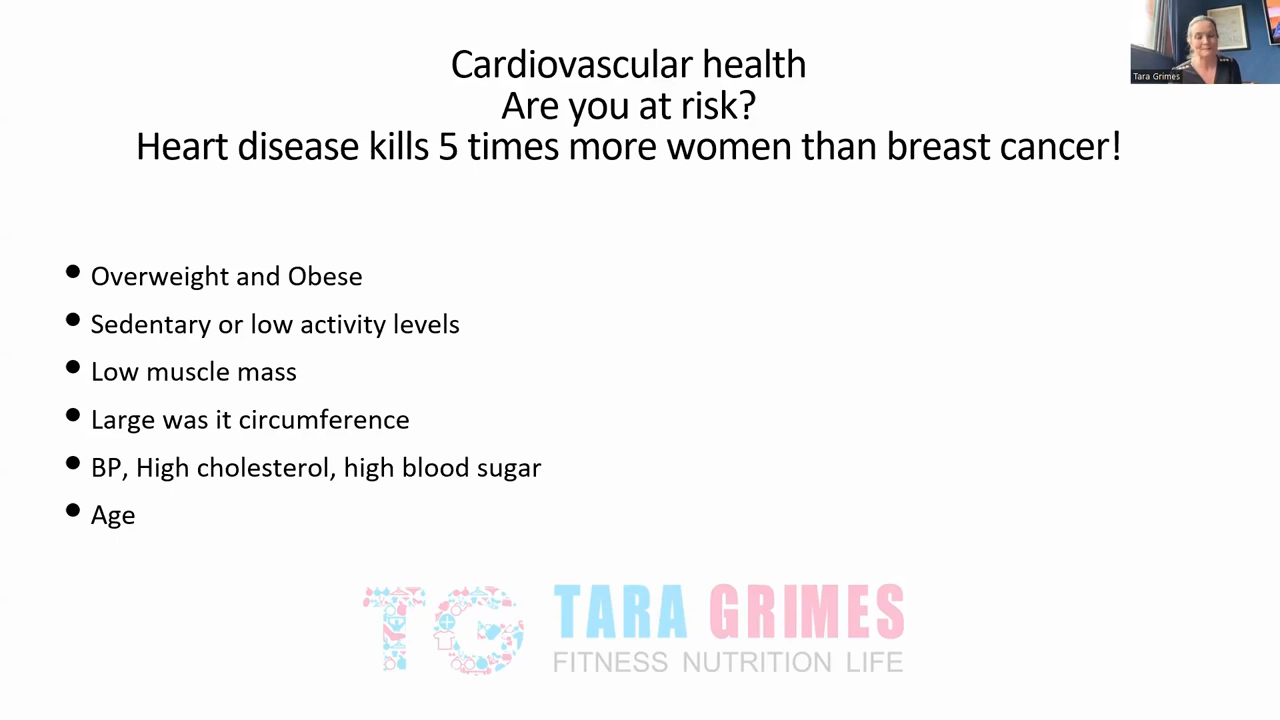 Cardiovascular health
Are you at risk?
Heart disease kills 5 times more women than breast cancer!
Tara Grimes
• Overweight and Obese
• Sedentary or low activity levels
• Low muscle mass
• Large was it circumference
• BP, High cholesterol, high blood sugar
• Age
TG TARA GRIMES
FITNESS NUTRITION LIFE